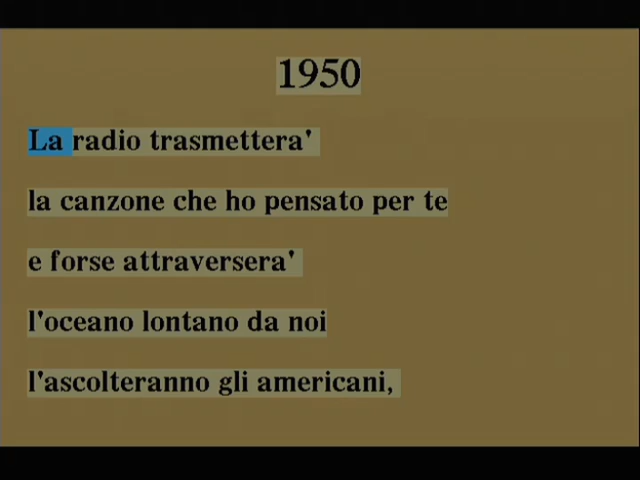 1950
La radio trasmettera'
la canzone che ho pensato per te
e forse attraversera'
l'oceano lontano da noi
l'ascolteranno gli americani,